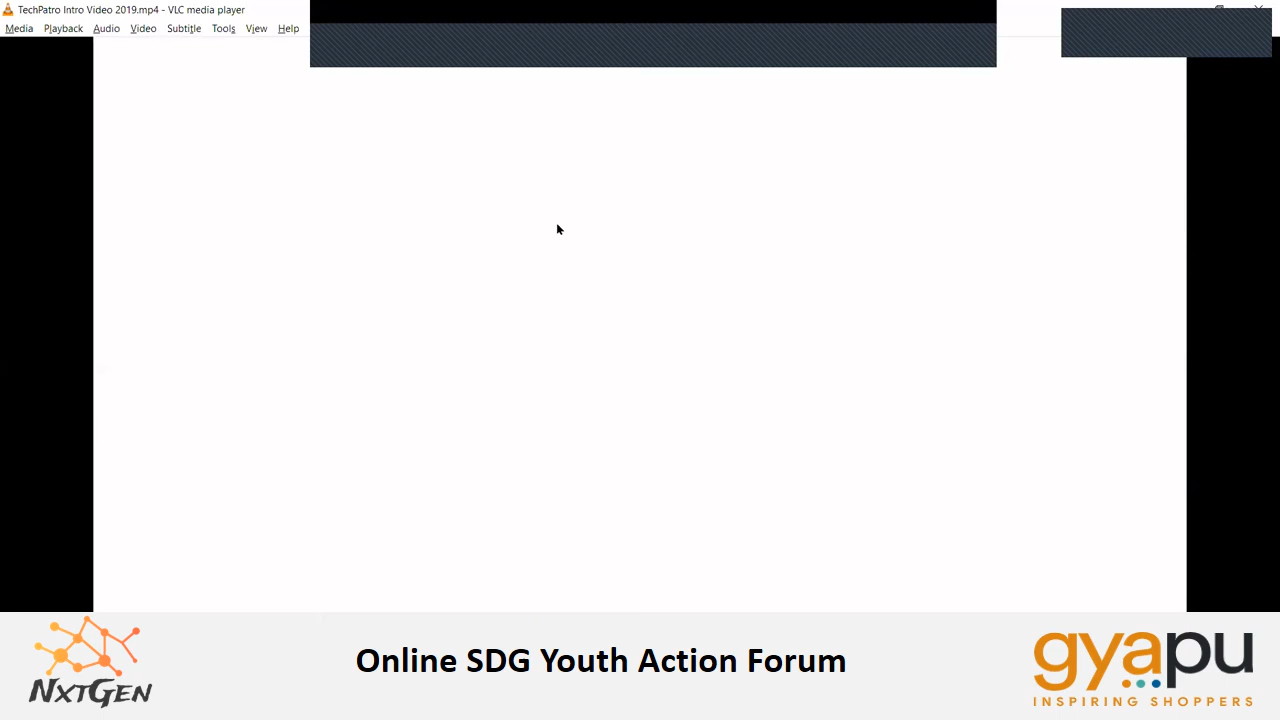 TechPatro Intro Video 2019.mp4 - VLC media player
Media Playback Audio Video Subtitle Tools View Help
NXTGEN
Online SDG Youth Action Forum
gyapu
INSPIRING SHOPPERS